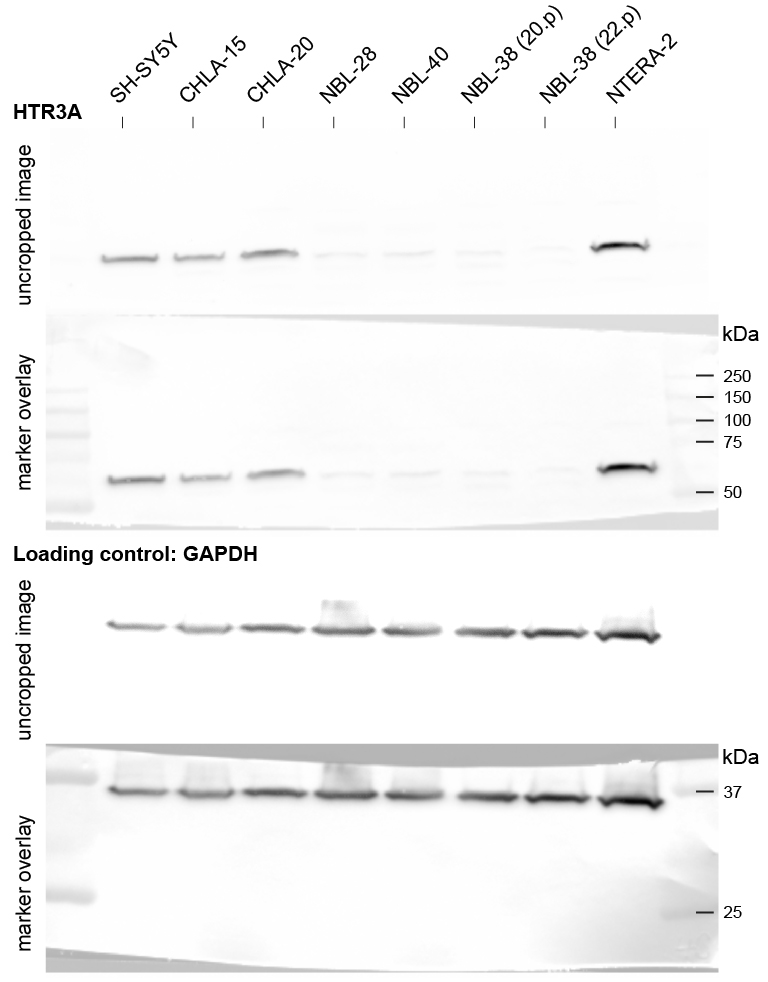 SH-SY5Y
CHLA-15
CHLA-20
NBL-28
NBL-40
NBL-38 (20.p)
NBL-38 (22.p)
NTERA-2
HTR3A
uncropped image
marker overlay
kDa
250
150
100
75
50
Loading control: GAPDH
uncropped image
marker overlay
kDa
37
25